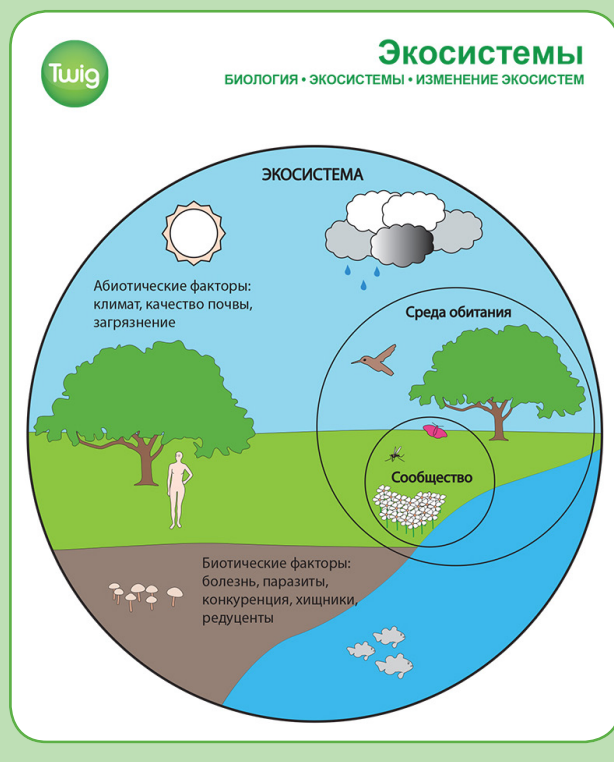 Twig
Экосистемы
БИОЛОГИЯ • ЭКОСИСТЕМЫ • ИЗМЕНЕНИЕ ЭКОСИСТЕМ
ЭКОСИСТЕМА
Абиотические факторы:
климат, качество почвы,
загрязнение
Среда обитания
Сообщество
Биотические факторы:
болезнь, паразиты,
конкуренция, хищники,
редуценты